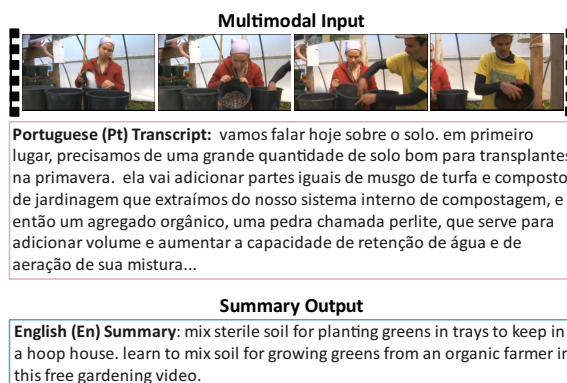 Multimodal Input
Portuguese (Pt) Transcript: vamos falar hoje sobre o solo. em primeiro
lugar, precisamos de uma grande quantidade de solo bom para transplantes
na primavera. ela vai adicionar partes iguais de musgo de turfa e composto
de jardinagem que extraímos do nosso sistema interno de compostagem, e
então um agregado orgânico, uma pedra chamada perlite, que serve para
adicionar volume e aumentar a capacidade de retenção de água e de
aeração de sua mistura...
Summary Output
English (En) Summary: mix sterile soil for planting greens in trays to keep in
a hoop house. learn to mix soil for growing greens from an organic farmer in
this free gardening video.